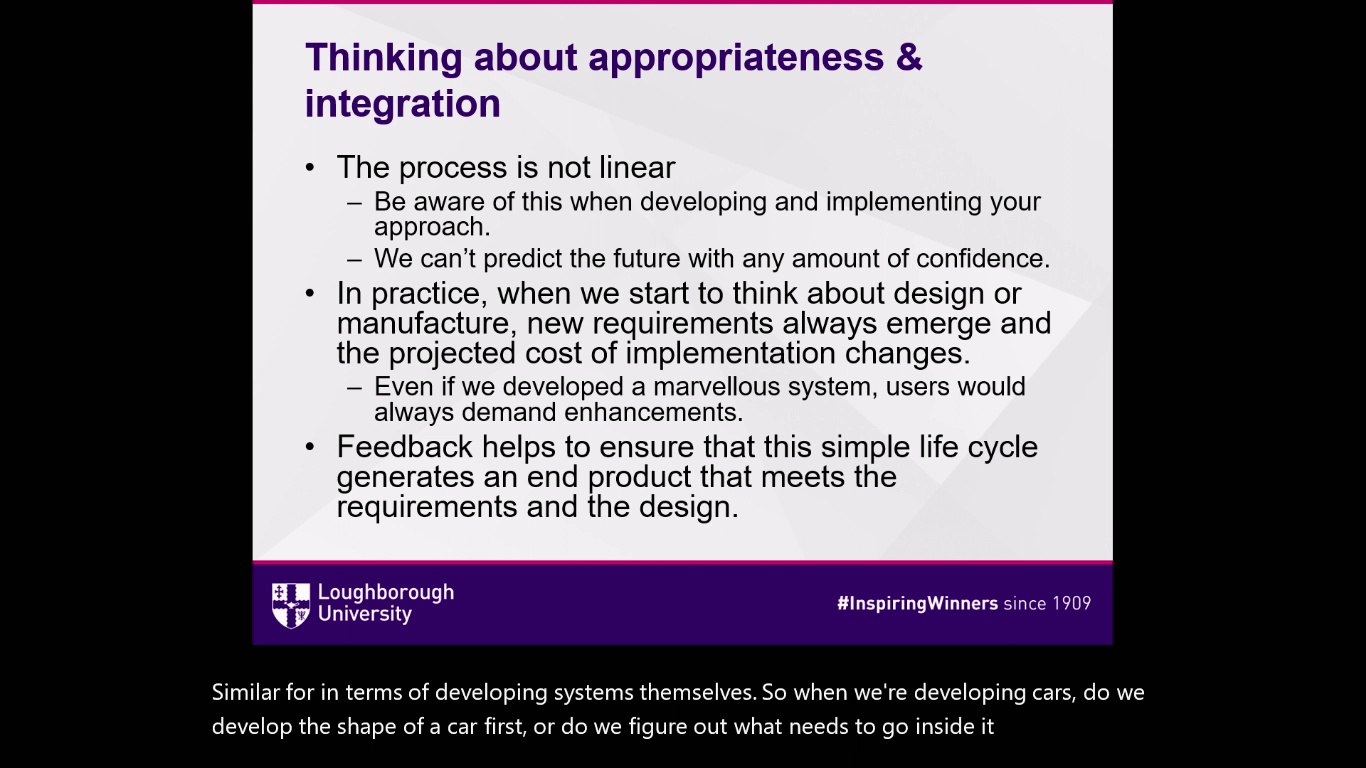 Thinking about appropriateness &
integration
• The process is not linear
– Be aware of this when developing and implementing your
approach.
– We can’t predict the future with any amount of confidence.
• In practice, when we start to think about design or
manufacture, new requirements always emerge and
the projected cost of implementation changes.
– Even if we developed a marvellous system, users would
always demand enhancements.
• Feedback helps to ensure that this simple life cycle
generates an end product that meets the
requirements and the design.
Loughborough
University
#InspiringWinners since 1909
Similar for in terms of developing systems themselves. So when we're developing cars, do we
develop the shape of a car first, or do we figure out what needs to go inside it